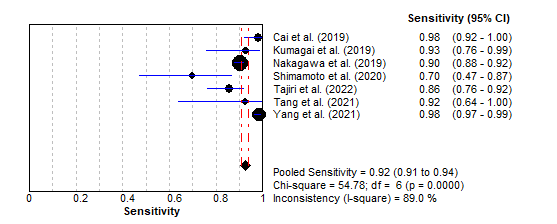 Sensitivity (95% CI)
Cai et al. (2019) 0.98 (0.92 - 1.00)
Kumagai et al. (2019) 0.93 (0.76 - 0.99)
Nakagawa et al. (2019) 0.90 (0.88 - 0.92)
Shimamoto et al. (2020) 0.70 (0.47 - 0.87)
Tajiri et al. (2022) 0.86 (0.76 - 0.92)
Tang et al. (2021) 0.92 (0.64 - 1.00)
Yang et al. (2021) 0.98 (0.97 - 0.99)
Pooled Sensitivity = 0.92 (0.91 to 0.94)
Chi-square = 54.78; df = 6 (p = 0.0000)
Inconsistency (I-square) = 89.0 %
0 0.2 0.4 0.6 0.8 1
Sensitivity